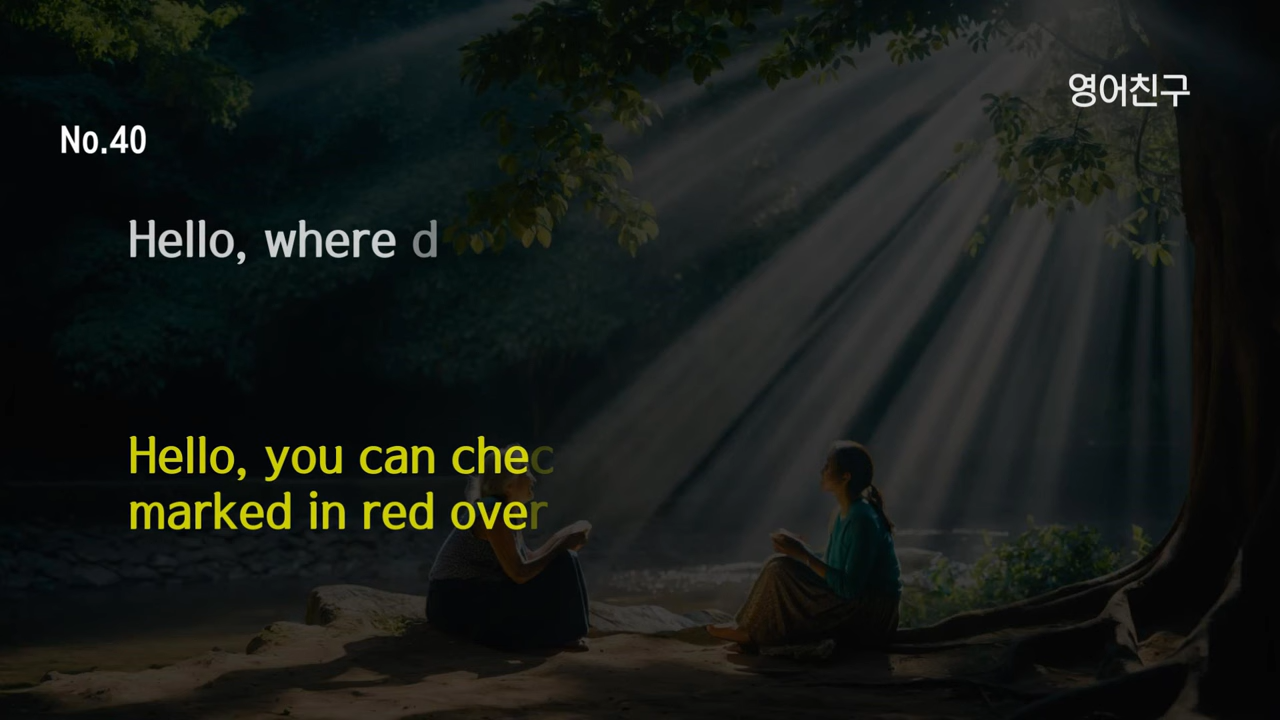 영어친구
No.40
Hello, where d
Hello, you can chec
marked in red over